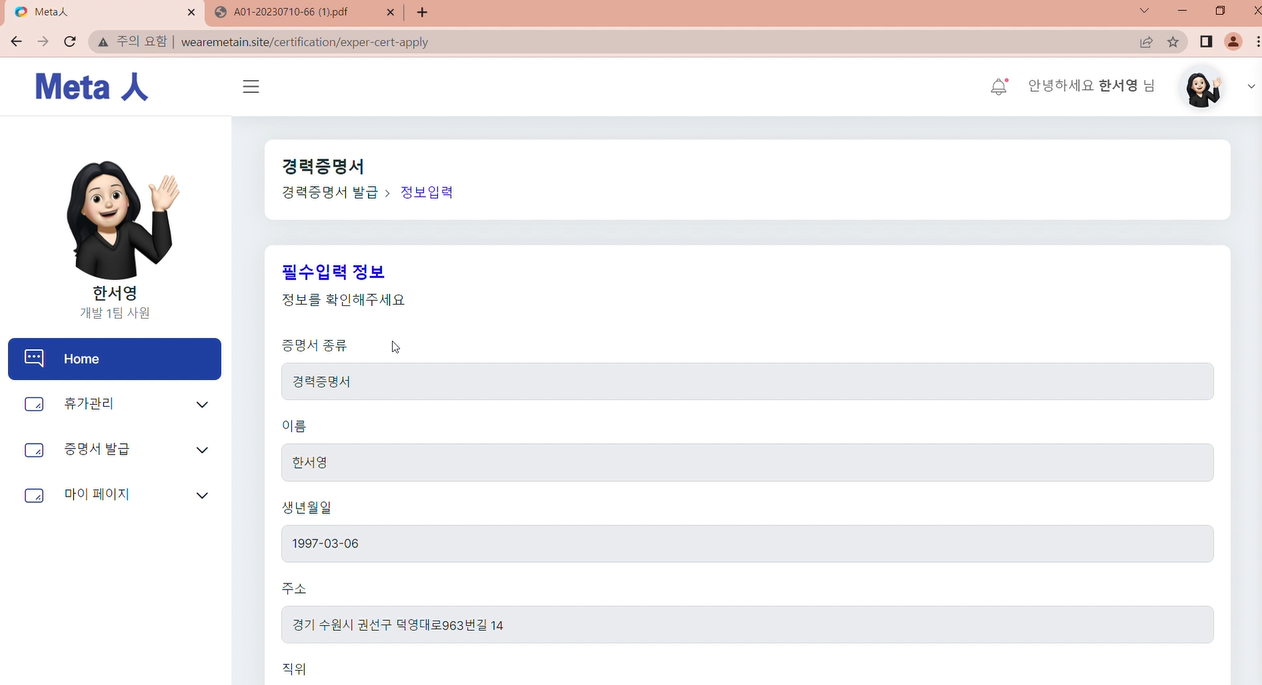 Meta人
A01-20230710-66 (1).pdf
주의 요함
wearemetain.site/certification/exper-cert-apply
Meta 人
안녕하세요 한서영 님
한서영
개발 1팀 사원
Home
휴가관리
증명서 발급
마이 페이지
경력증명서
경력증명서 발급 > 정보입력
필수입력 정보
정보를 확인해주세요
증명서 종류
경력증명서
이름
한서영
생년월일
1997-03-06
주소
경기 수원시 권선구 덕영대로963번길 14
직위